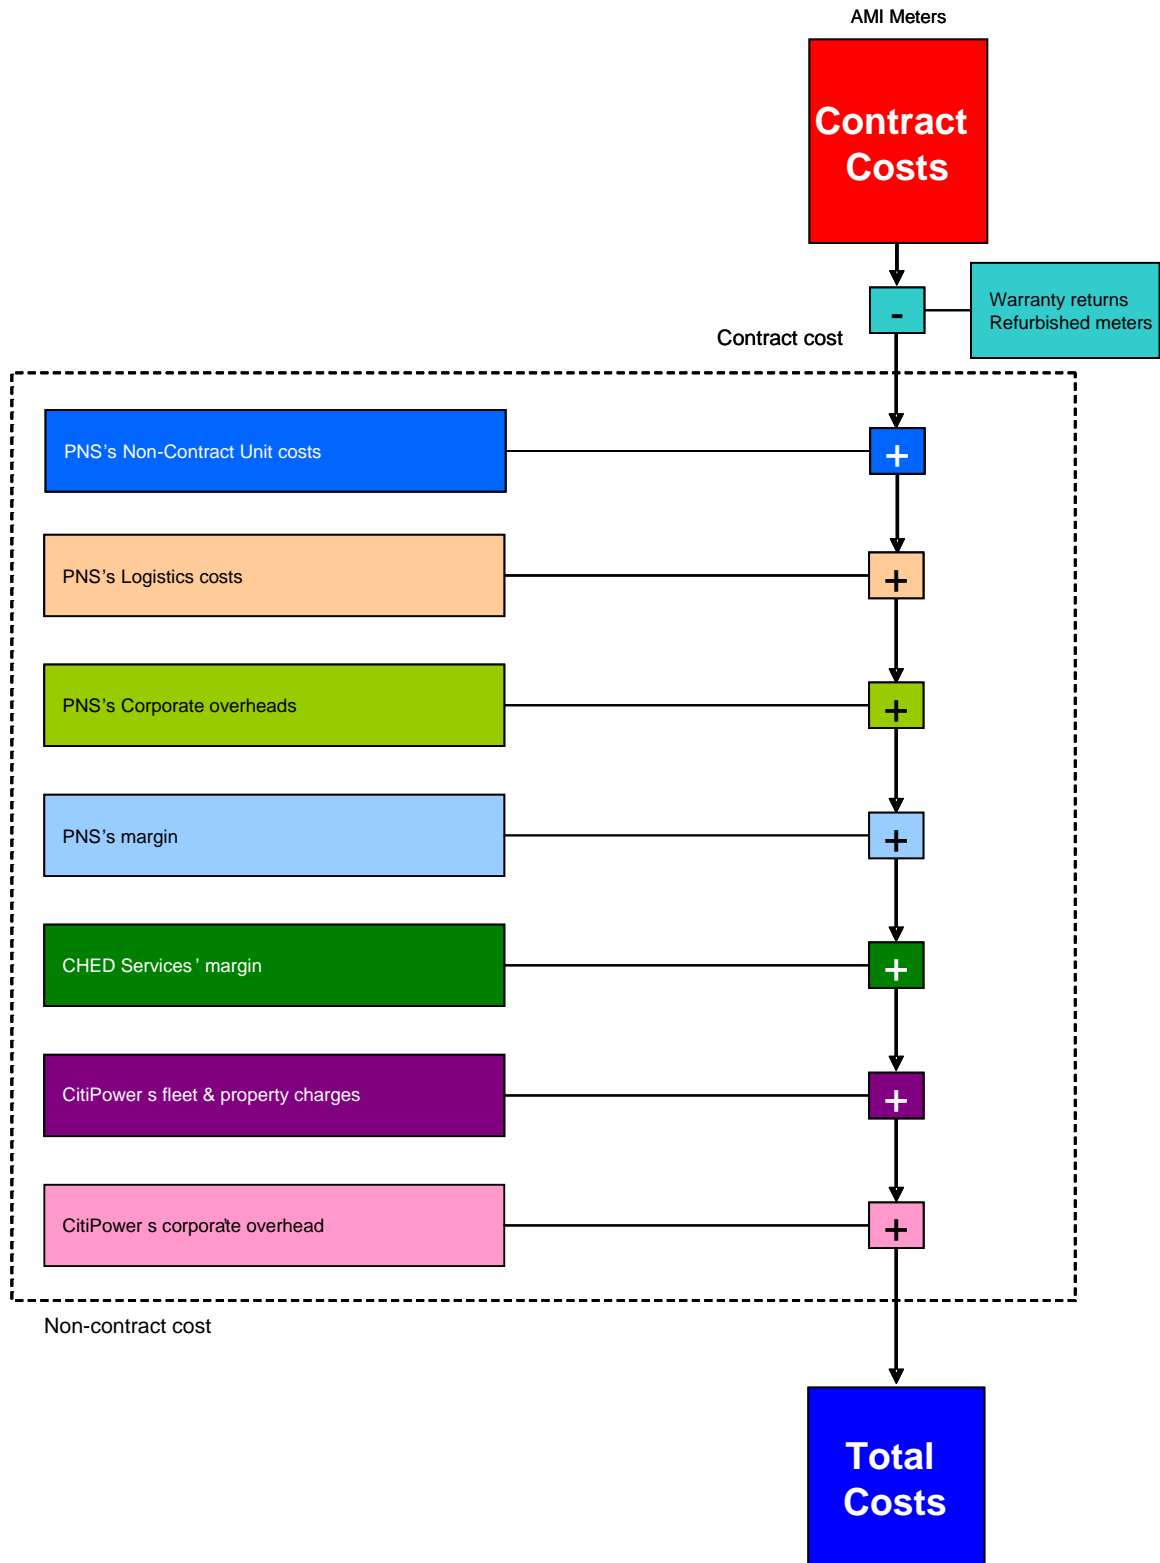 AMI Meters
Contract
Costs
-
Warranty returns
Refurbished meters
Contract cost
PNS's Non-Contract Unit costs
+
PNS's Logistics costs
+
PNS's Corporate overheads
+
PNS's margin
+
CHED Services' margin
+
CitiPower s fleet & property charges
+
CitiPower s corporate overhead
+
Non-contract cost
Total
Costs